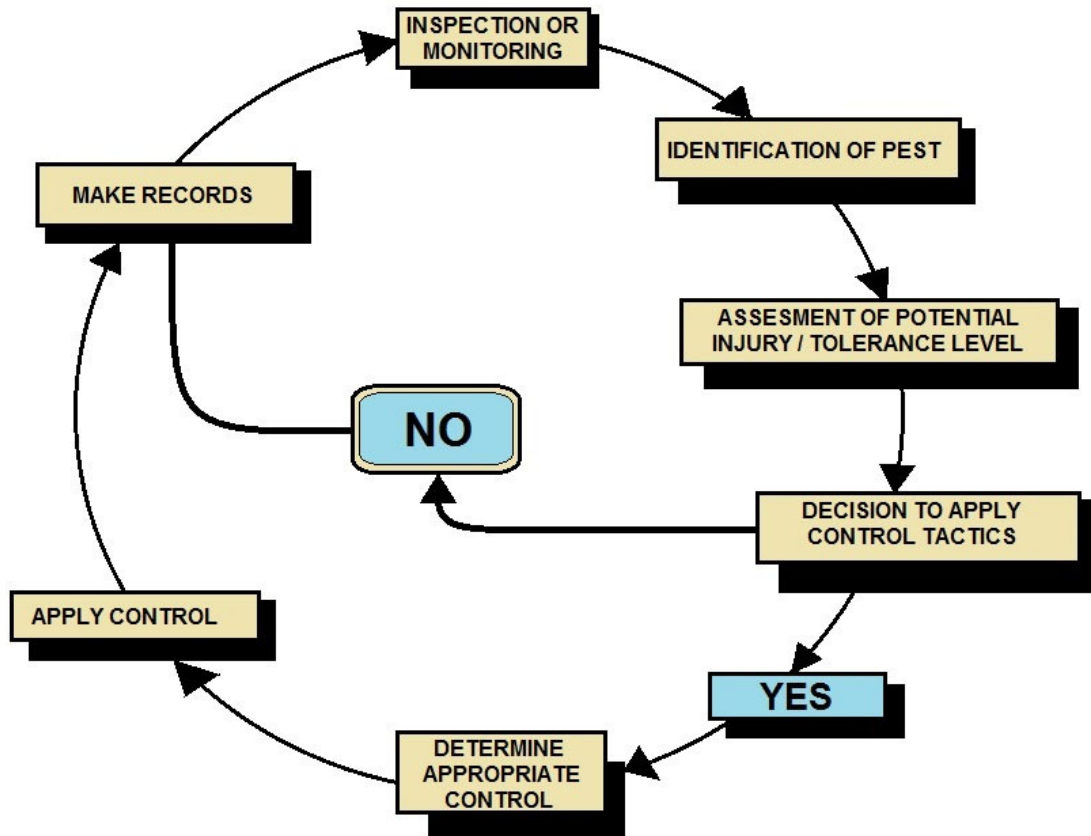 INSPECTION OR
MONITORING
IDENTIFICATION OF PEST
MAKE RECORDS
ASSESMENT OF POTENTIAL
INJURY / TOLERANCE LEVEL
NO
DECISION TO APPLY
CONTROL TACTICS
APPLY CONTROL
YES
DETERMINE
APPROPRIATE
CONTROL